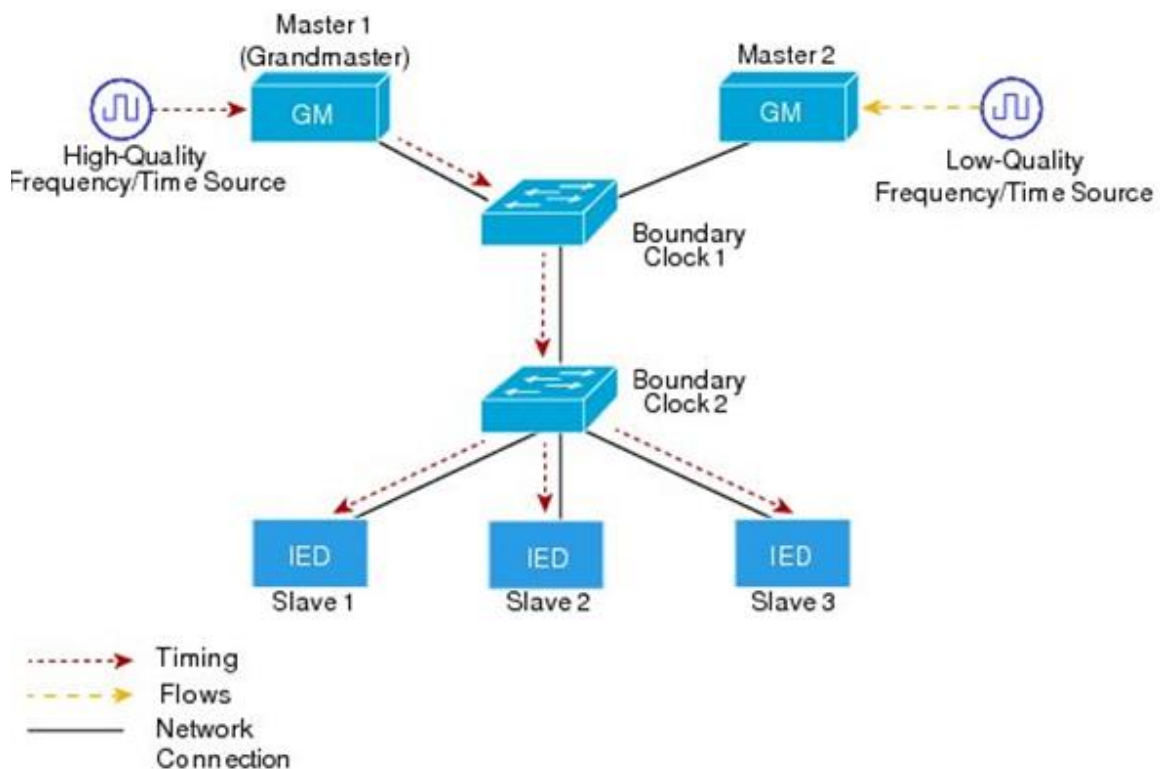 Master 1
(Grandmaster)
Master 2
GM
GM
High-Quality
Frequency/Time Source
Low-Quality
Frequency/Time Source
Boundary
Clock 1
Boundary
Clock 2
IED
IED
IED
Slave 1
Slave 2
Slave 3
Timing
Flows
Network
Connection